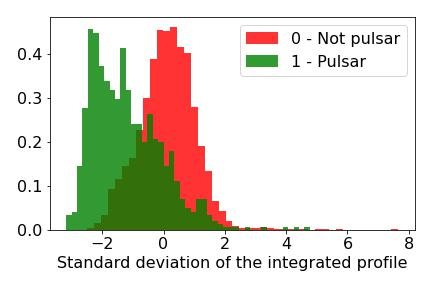 0 - Not pulsar
1 - Pulsar
0.4
0.3
0.2
0.1
0.0
−2 0 2 4 6 8
Standard deviation of the integrated profile